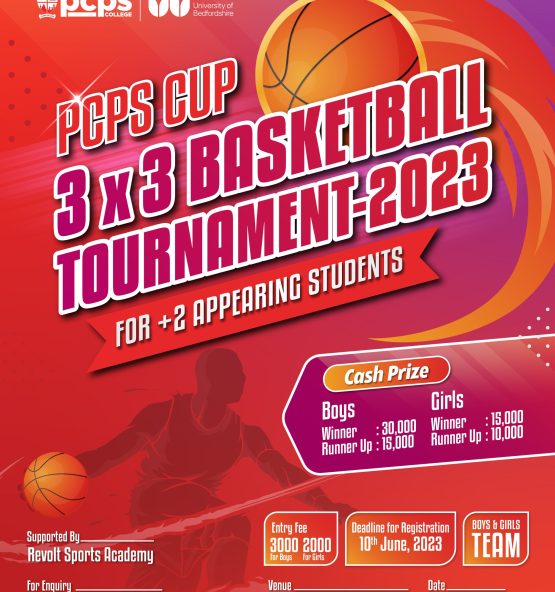 pcps
COLLEGE
University of
Bedfordshire
PCPS CUP
3 x 3 BASKETBALL
TOURNAMENT-2023
FOR +2 APPEARING STUDENTS
Cash Prize
Boys
Winner : 30,000
Runner Up : 15,000
Girls
Winner : 15,000
Runner Up : 10,000
Supported By
Revolt Sports Academy
Entry Fee
3000 2000
For Boys For Girls
Deadline for Registration
10th June, 2023
BOYS & GIRLS
TEAM
For Enquiry
Venue
Date